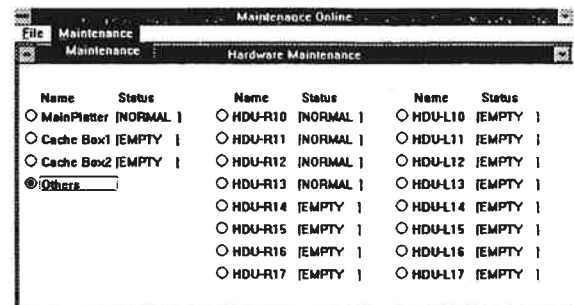 Maintenance Online
File Maintenance
Maintenance Hardware Maintenance
Name Status Name Status Name Status
MainPlatter [NORMAL ] HDU-R10 [NORMAL ] HDU-L10 [EMPTY ]
Cache Box1 [EMPTY ] HDU-R11 [NORMAL ] HDU-L11 [EMPTY ]
Cache Box2 [EMPTY ] HDU-R12 [NORMAL ] HDU-L12 [EMPTY ]
Others HDU-R13 [NORMAL ] HDU-L13 [EMPTY ]
HDU-R14 [EMPTY ] HDU-L14 [EMPTY ]
HDU-R15 [EMPTY ] HDU-L15 [EMPTY ]
HDU-R16 [EMPTY ] HDU-L16 [EMPTY ]
HDU-R17 [EMPTY ] HDU-L17 [EMPTY ]